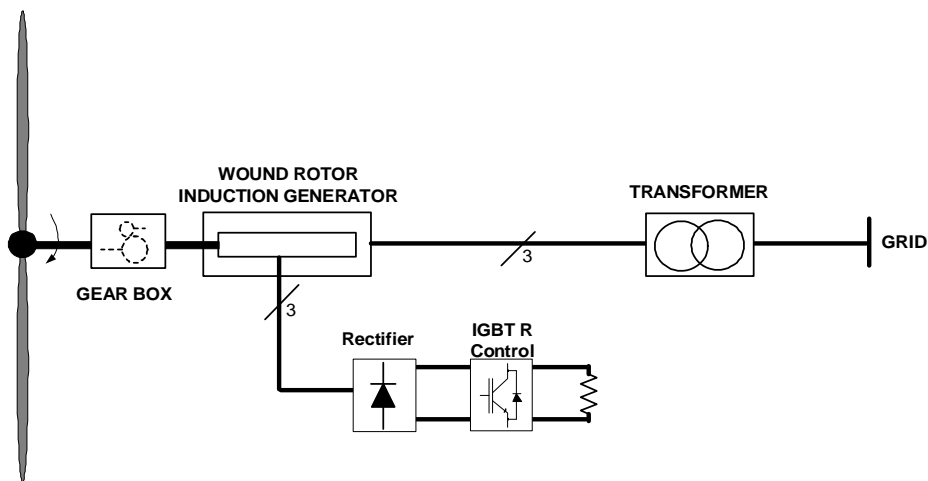 WOUND ROTOR
INDUCTION GENERATOR
TRANSFORMER
GRID
3
GEAR BOX
3
Rectifier
IGBT R
Control